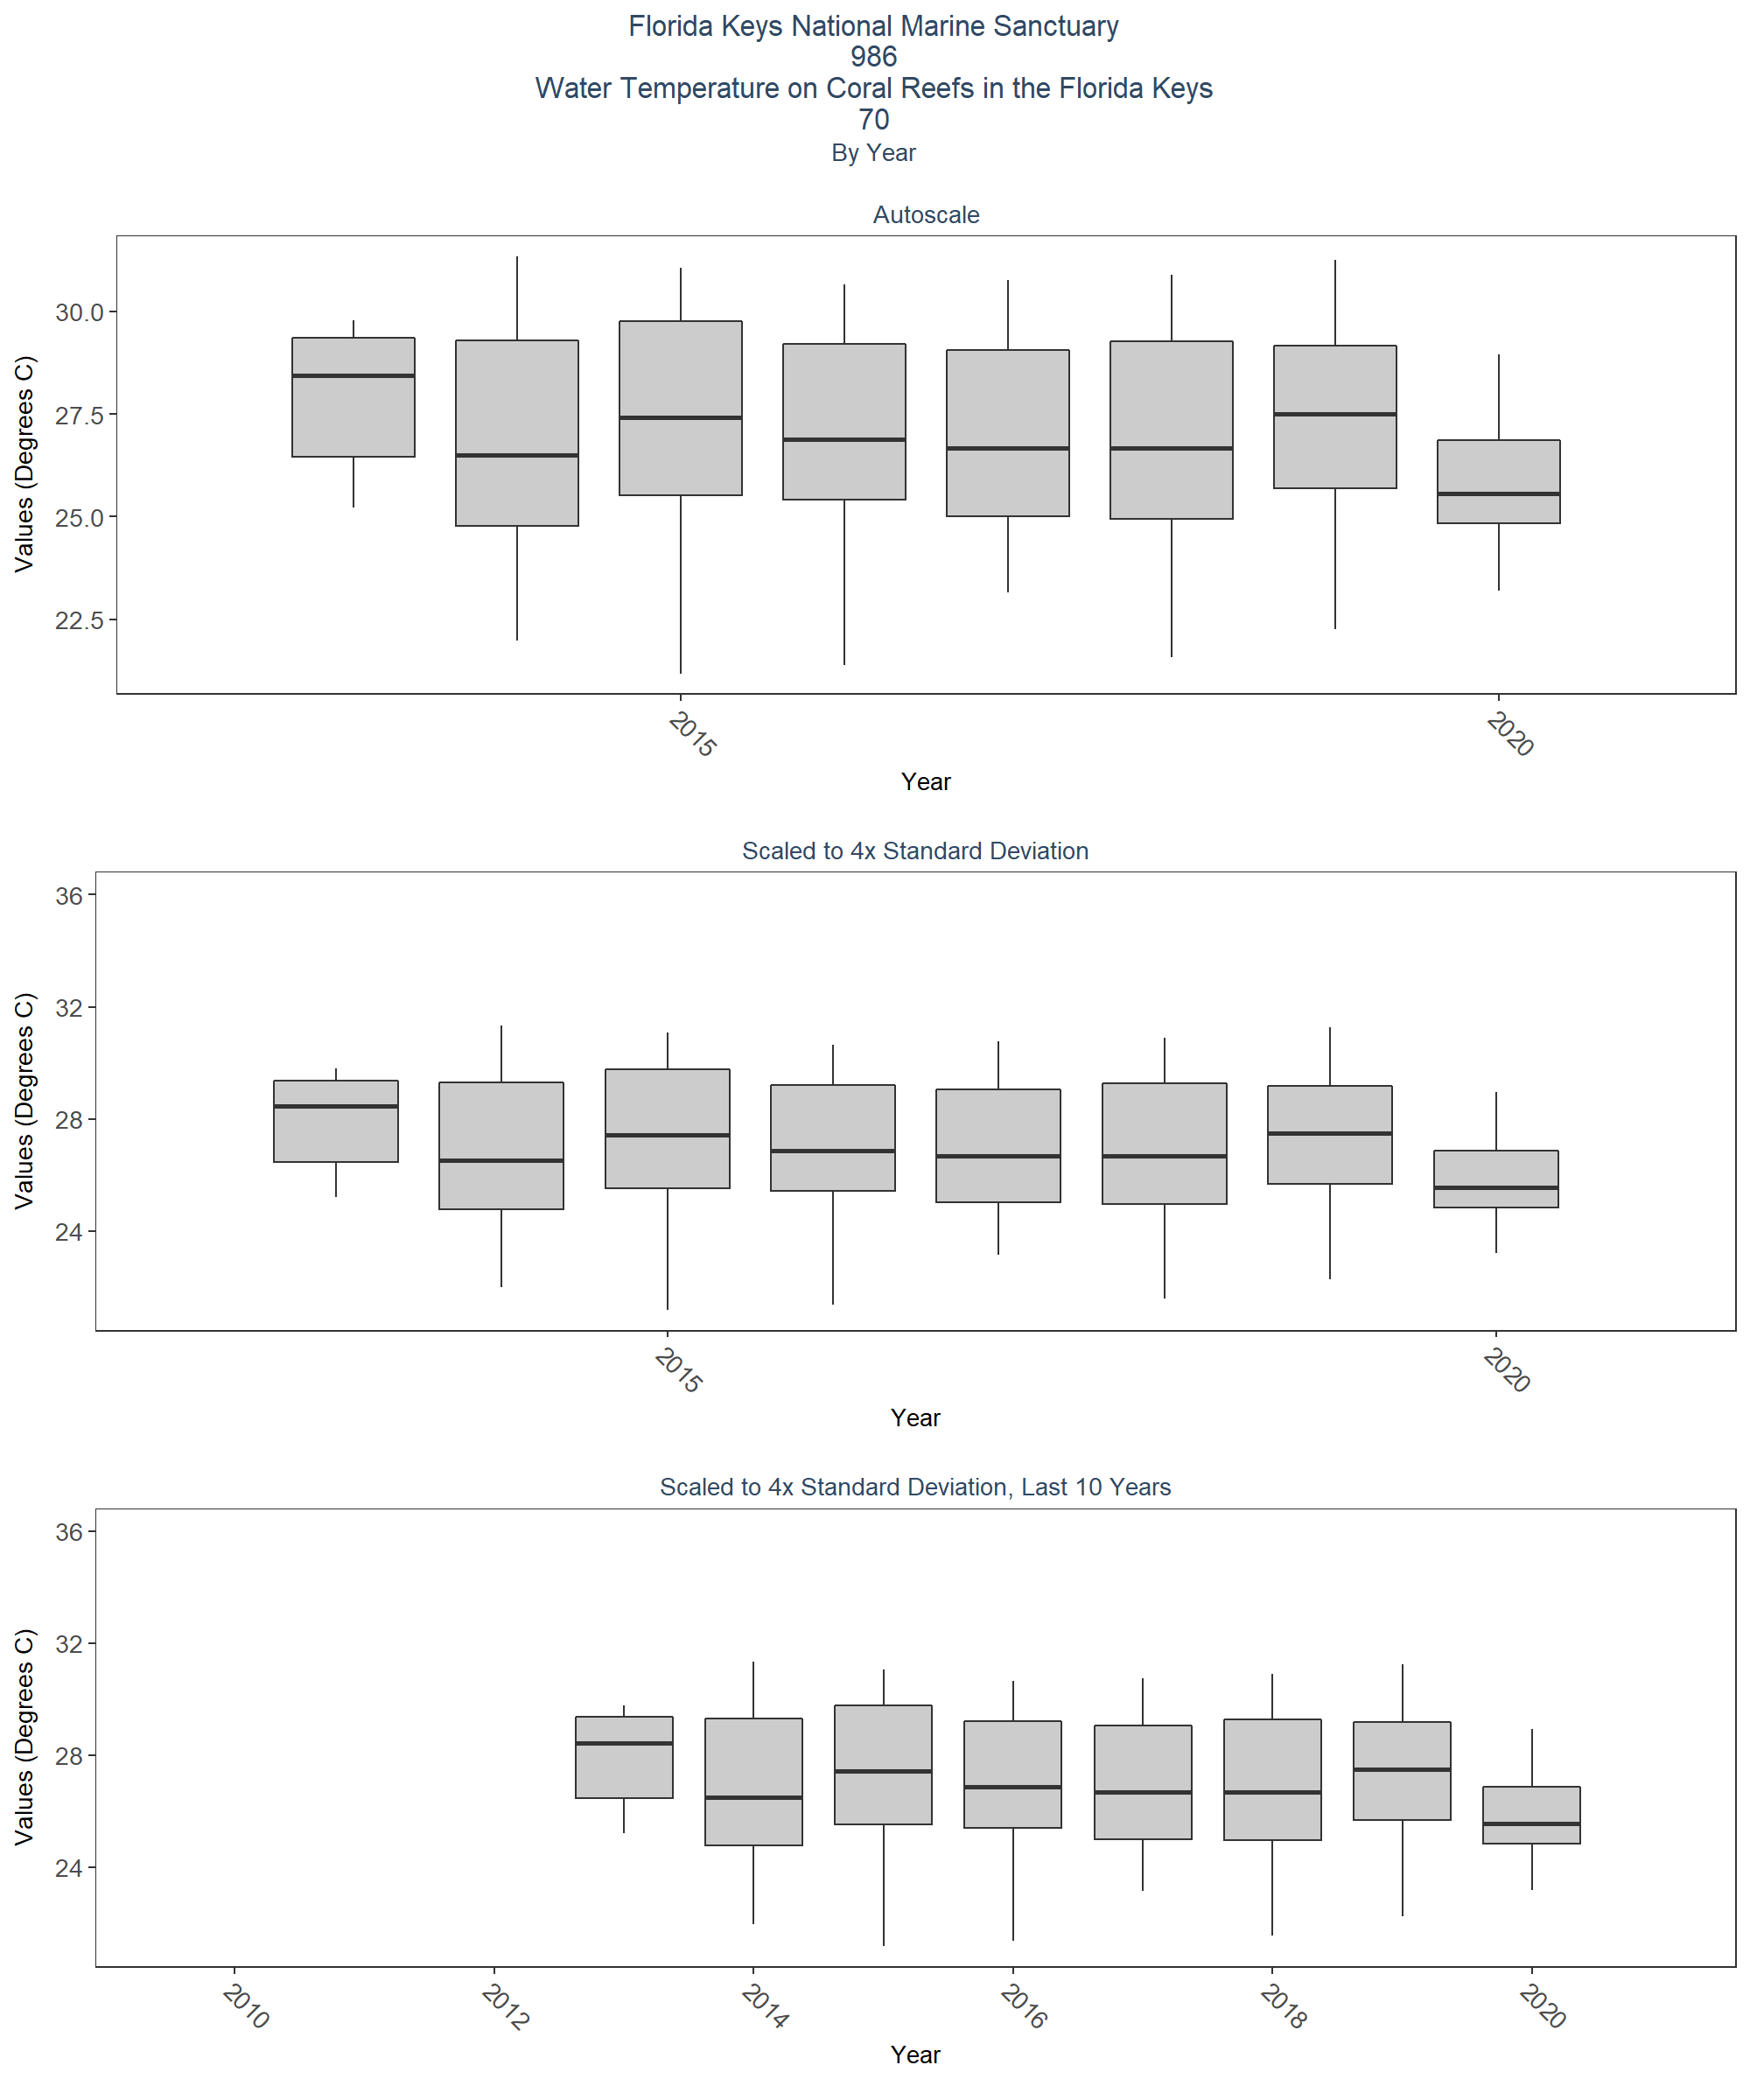 Florida Keys National Marine Sanctuary
986
Water Temperature on Coral Reefs in the Florida Keys
70
By Year
Autoscale
Values (Degrees C)
30.0
27.5
25.0
22.5
2015
2020
Year
Scaled to 4x Standard Deviation
Values (Degrees C)
36
32
28
24
2015
2020
Year
Scaled to 4x Standard Deviation, Last 10 Years
Values (Degrees C)
36
32
28
24
2010
2012
2014
2016
2018
2020
Year